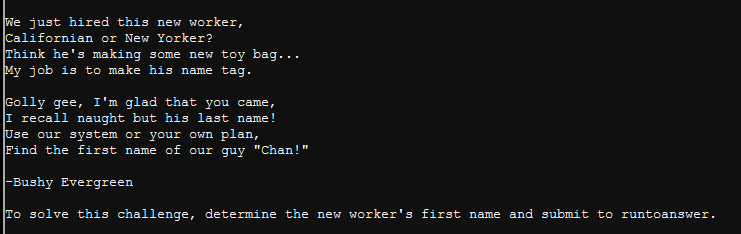 We just hired this new worker,
Californian or New Yorker?
Think he's making some new toy bag...
My job is to make his name tag.
Golly gee, I'm glad that you came,
I recall naught but his last name!
Use our system or your own plan,
Find the first name of our guy "Chan!"
-Bushy Evergreen
To solve this challenge, determine the new worker's first name and submit to runtoanswer.